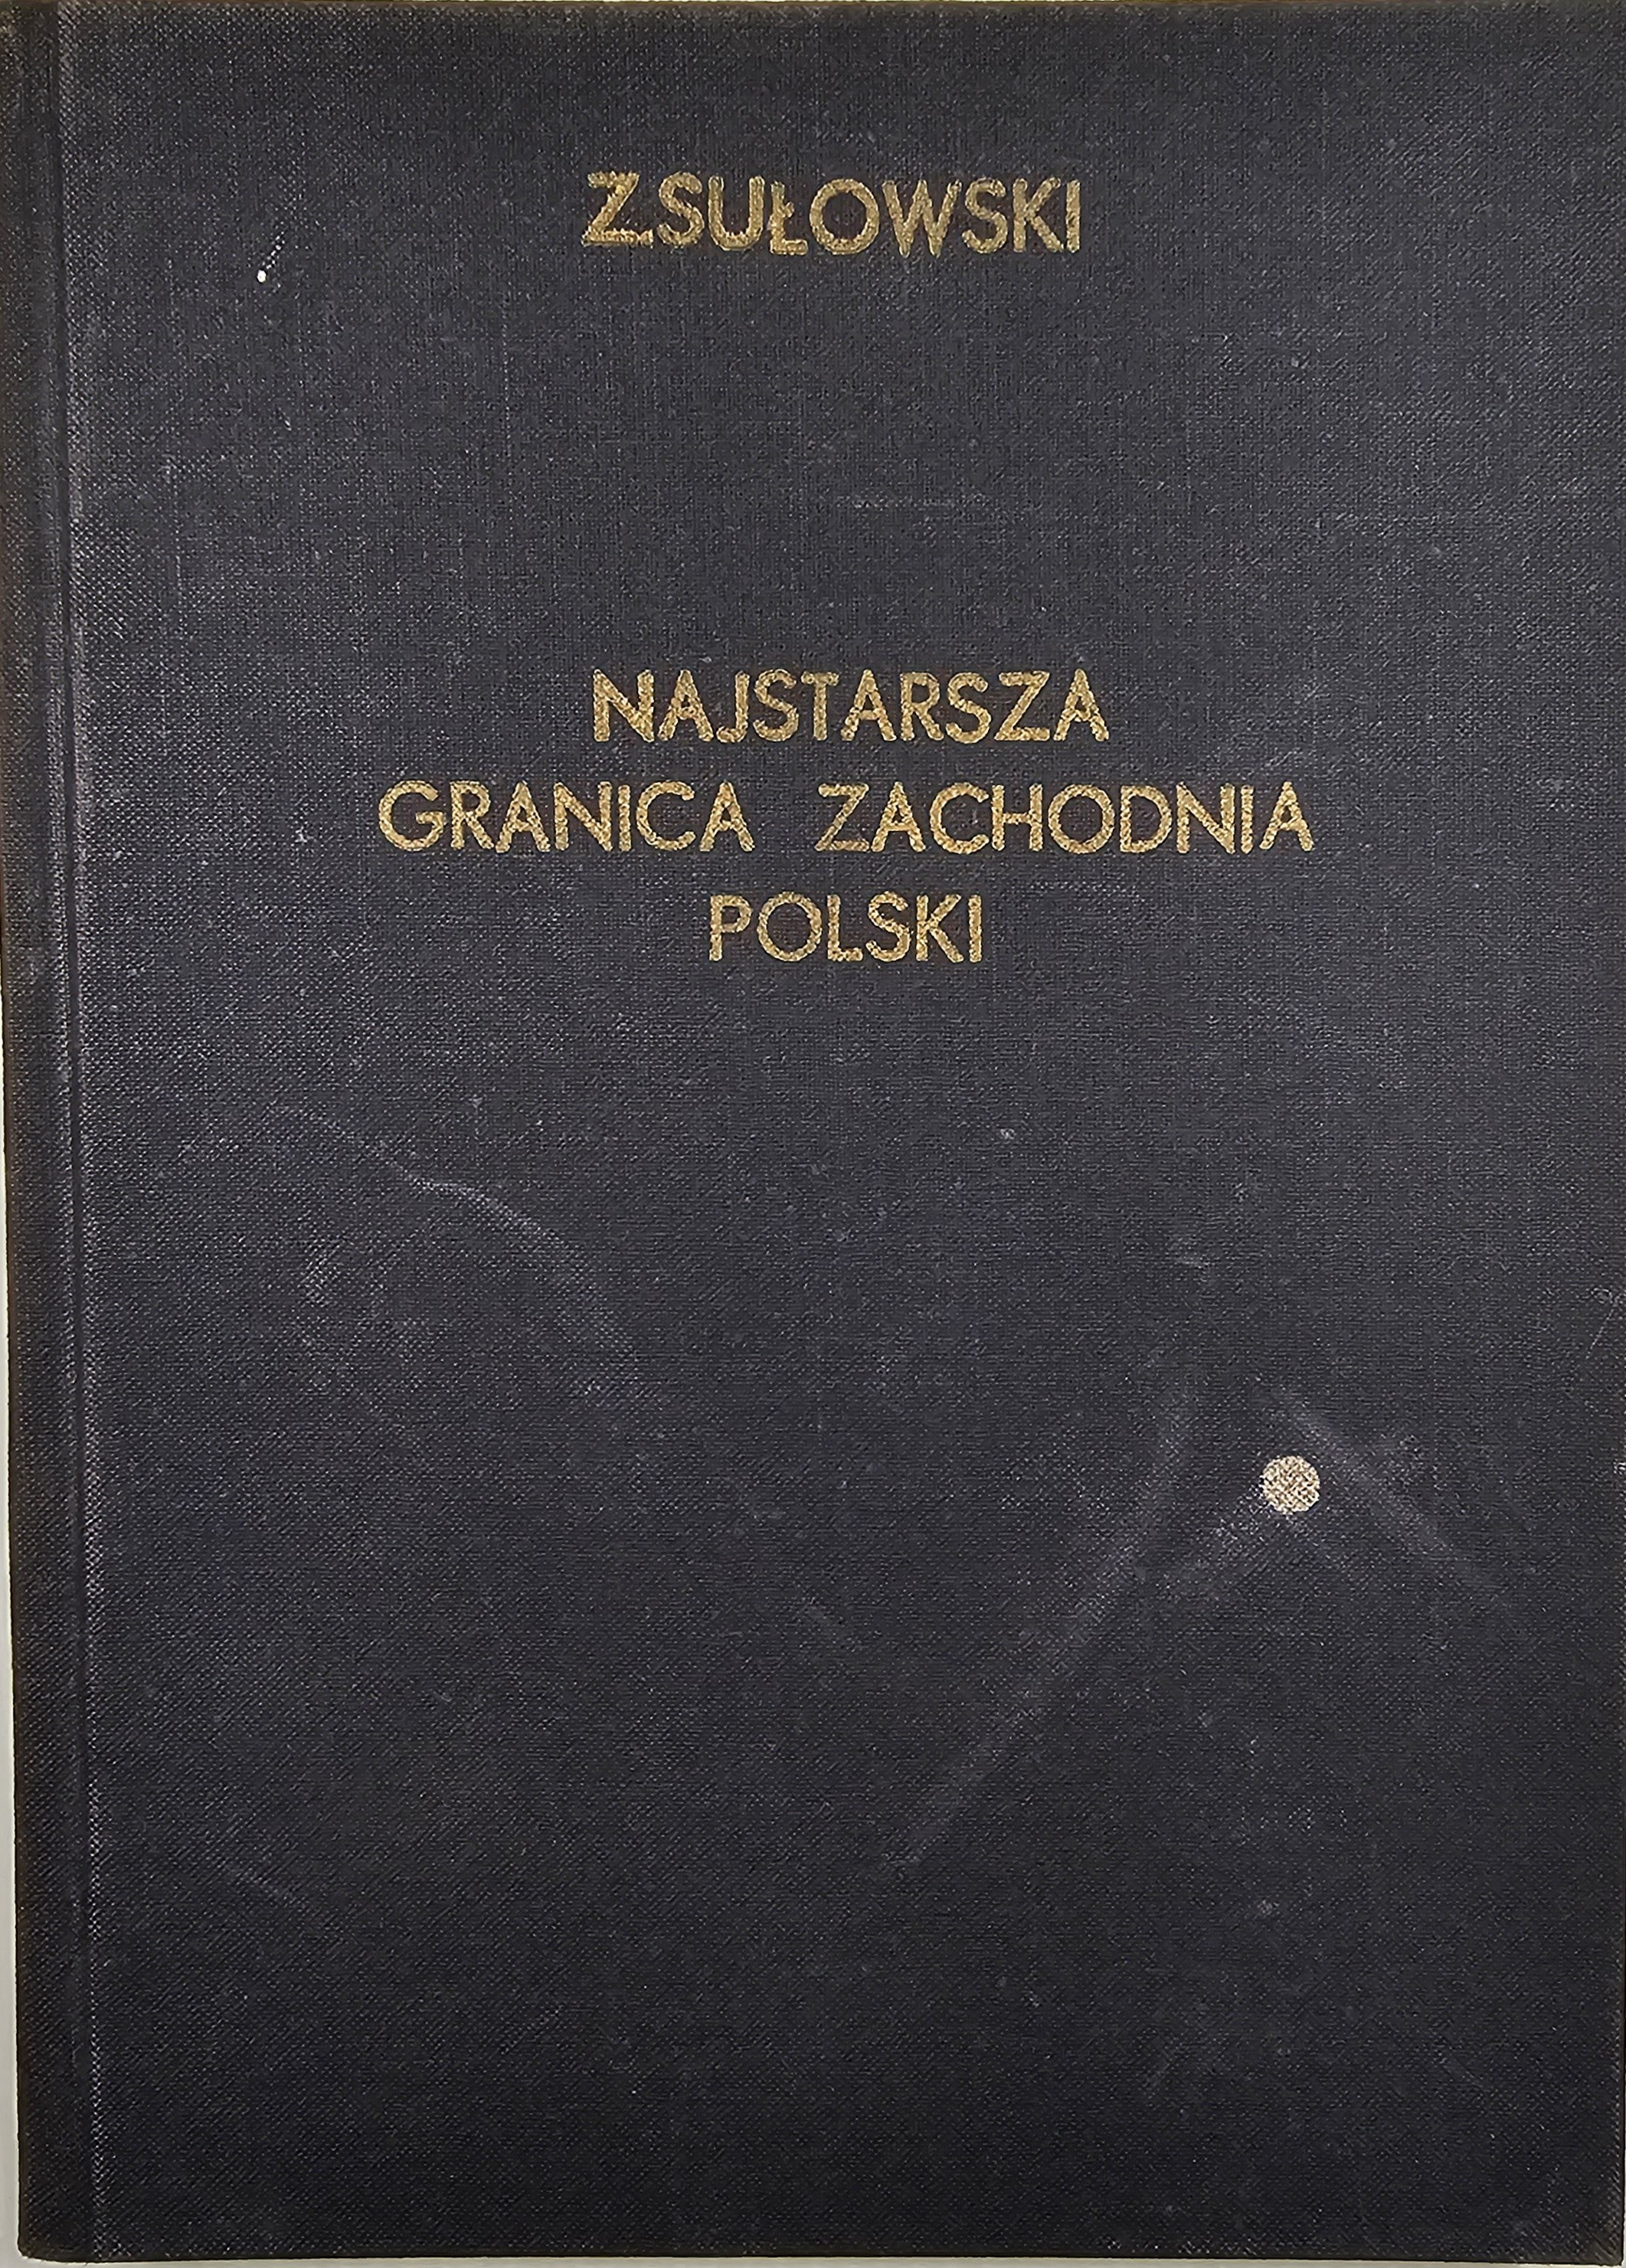 Z.SUŁOWSKI
NAJSTARSZA
GRANICA ZACHODNIA
POLSKI